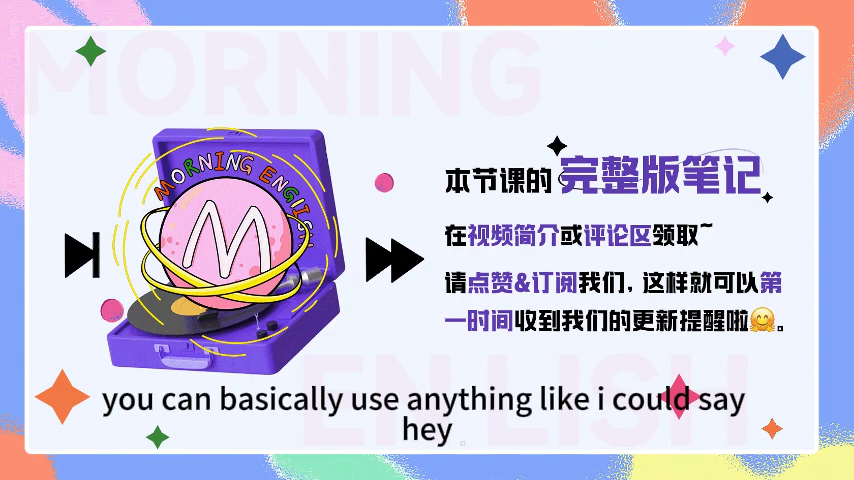 MORNING
MORNING ENGLISH
M
本节课的 完整版笔记
在视频简介或评论区领取~
请点赞&订阅我们，这样就可以第
一时间收到我们的更新提醒啦🤗。
EN LISH
you can basically use anything like i could say
hey